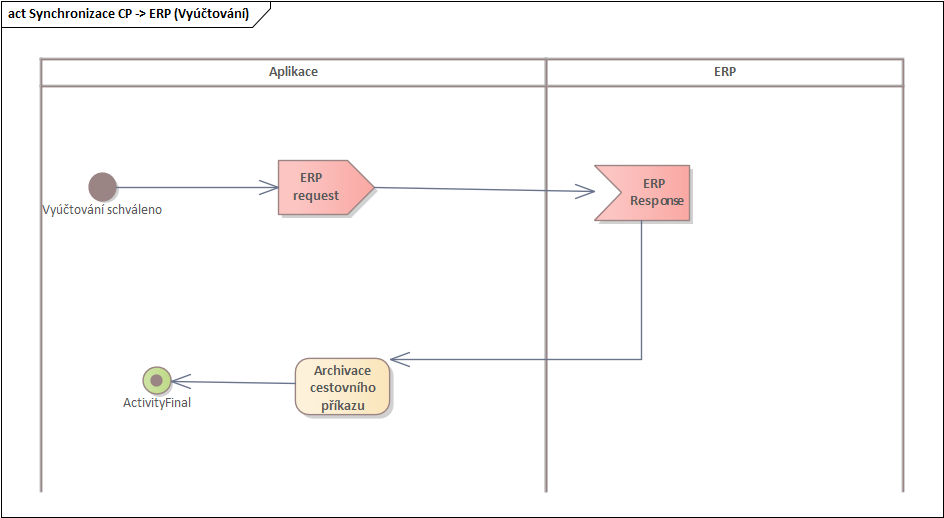 act Synchronizace CP -> ERP (Vyúčtování)
Aplikace
ERP
Vyúčtování schváleno
ERP
request
ERP
Response
Archivace
cestovního
příkazu
ActivityFinal